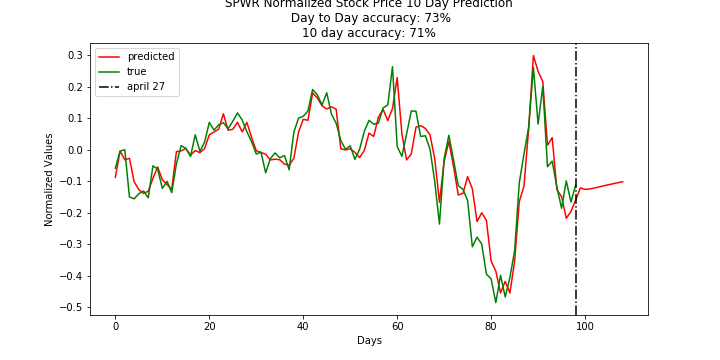 SPWR Normalized Stock Price 10 Day Prediction
Day to Day accuracy: 73%
10 day accuracy: 71%
predicted
true
april 27
Normalized Values
0.3
0.2
0.1
0.0
−0.1
−0.2
−0.3
−0.4
−0.5
0 20 40 60 80 100
Days